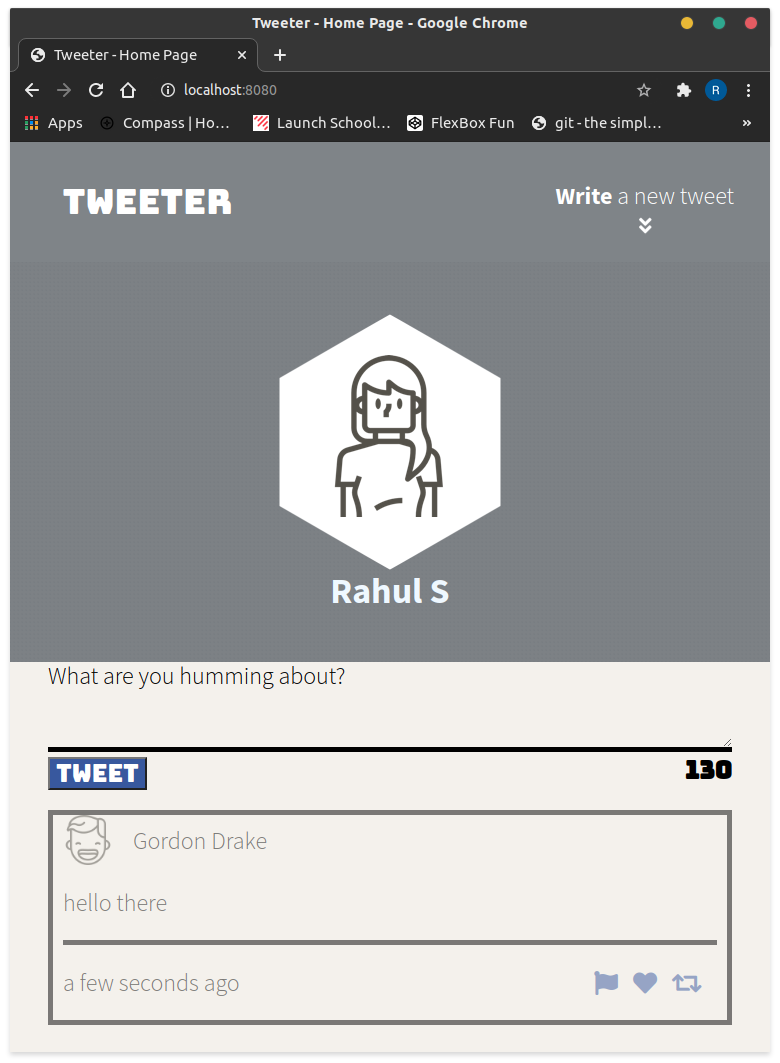 Tweeter - Home Page - Google Chrome
Tweeter - Home Page
localhost:8080
R
Apps
Compass | Ho...
Launch School...
FlexBox Fun
git - the simpl...
»
TWEETER
Write a new tweet
Rahul S
What are you humming about?
TWEET
130
Gordon Drake
hello there
a few seconds ago